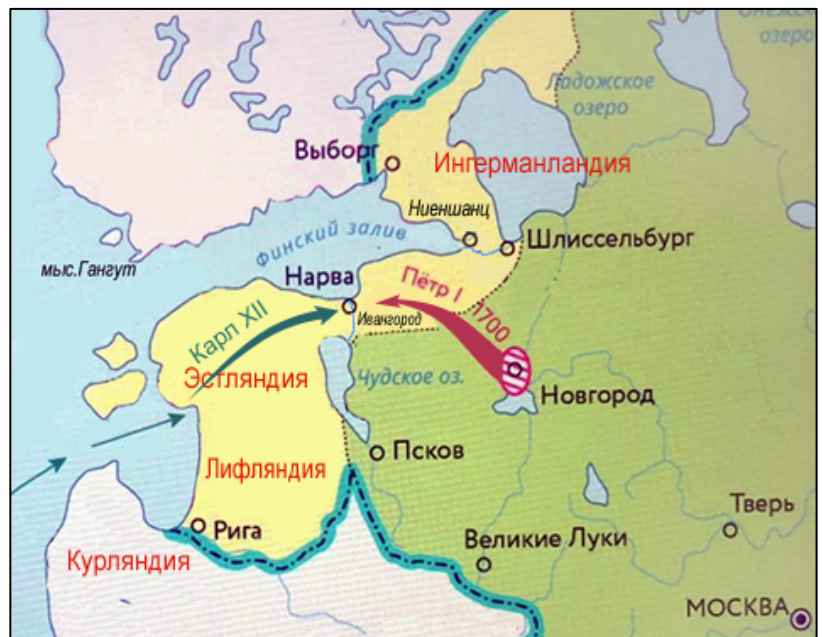 Онежское
озеро
Ладожское
озеро
Выборг
Ингерманландия
Ниеншанц
Шлиссельбург
Финский залив
мыс.Гангут
Нарва
Пётр I 1700
Ивангород
Карл XII
Эстляндия
Чудское оз.
Новгород
Псков
Лифляндия
Рига
Тверь
Великие Луки
Курляндия
МОСКВА